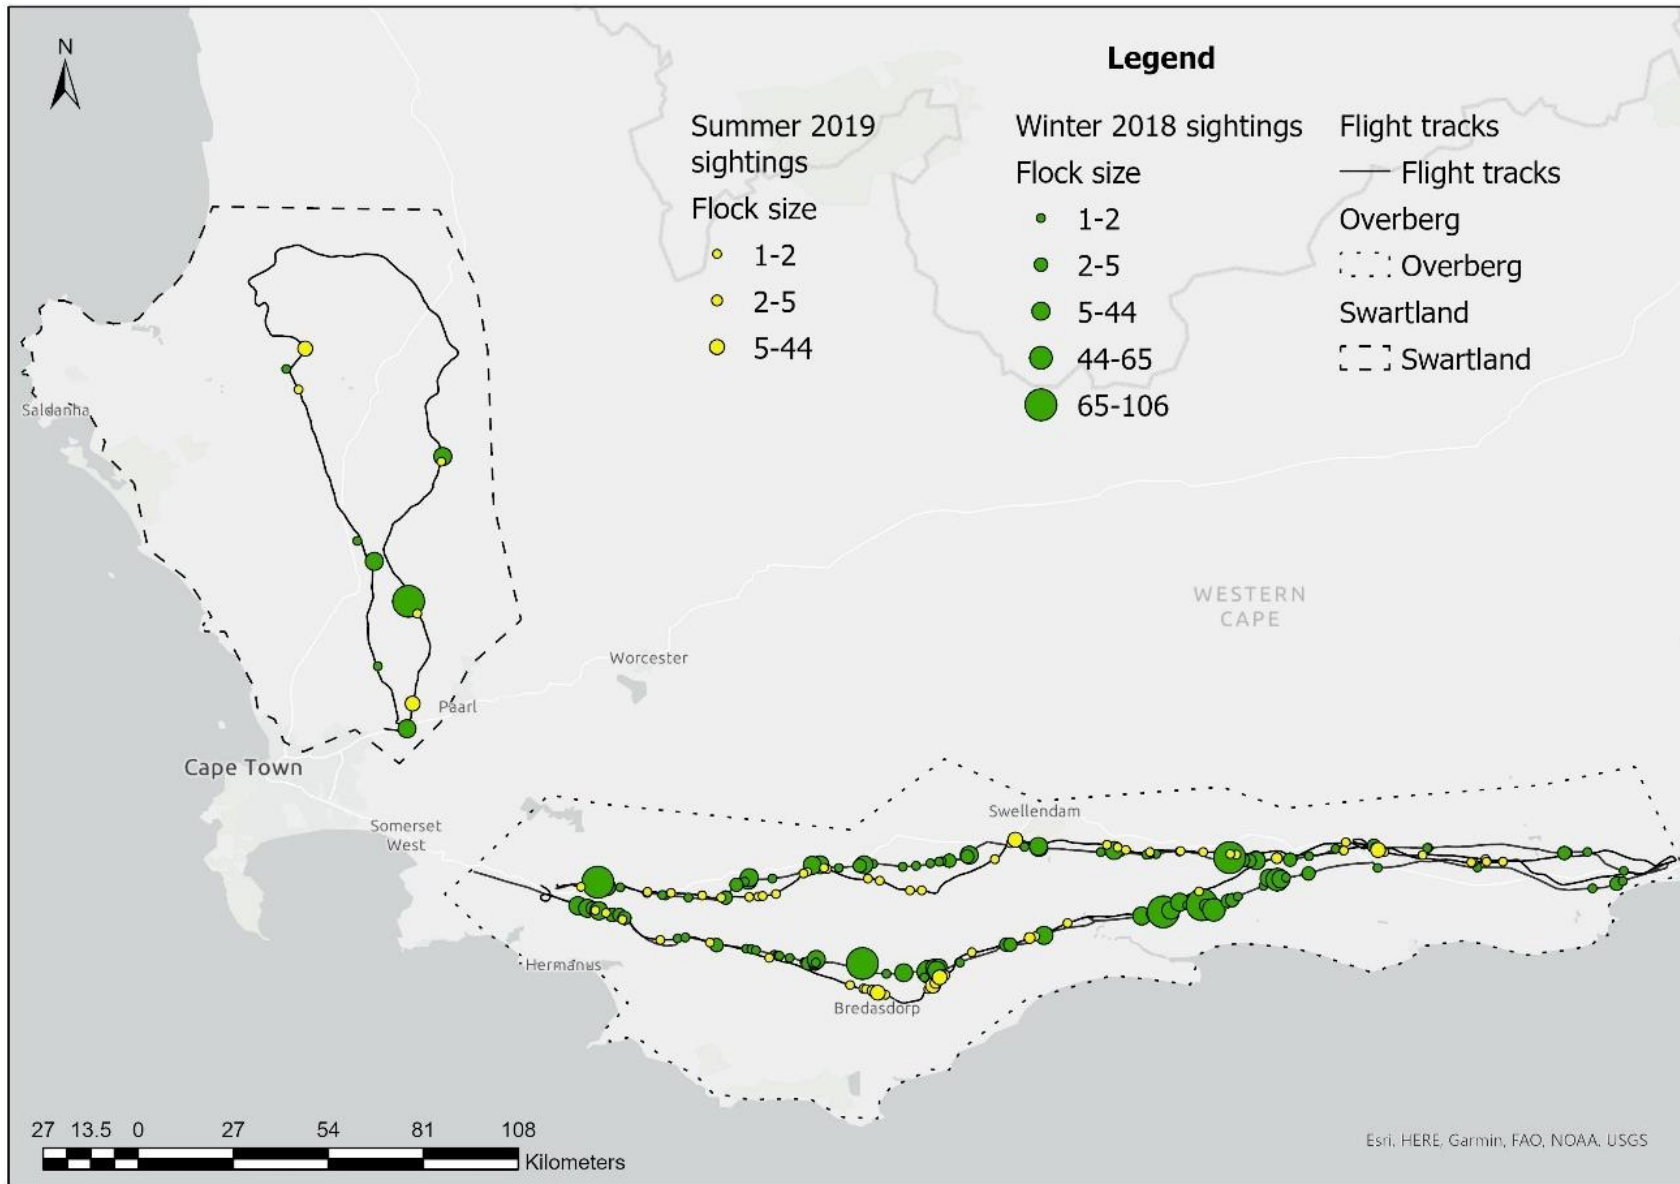 N
Legend
Summer 2019
sightings
Flock size
1-2
2-5
5-44
Winter 2018 sightings
Flock size
1-2
2-5
5-44
44-65
65-106
Flight tracks
Flight tracks
Overberg
Overberg
Swartland
Swartland
Saldanha
WESTERN
CAPE
Worcester
Paarl
Cape Town
Somerset
West
Swellendam
Hermanus
Bredasdorp
27 13.5 0 27 54 81 108
Kilometers
Esri, HERE, Garmin, FAO, NOAA, USGS